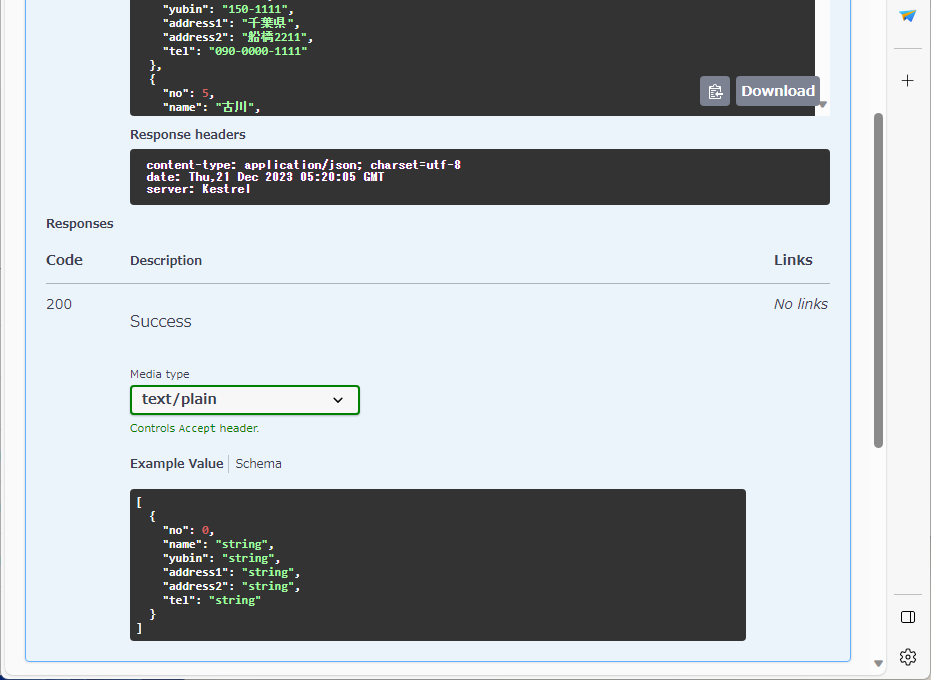 "yubin": "150-1111",
"address1": "千葉県",
"address2": "船橋2211",
"tel": "090-0000-1111"
},
{
"no": 5,
"name": "古川",
Download
Response headers
content-type: application/json; charset=utf-8
date: Thu,21 Dec 2023 05:20:05 GMT
server: Kestrel
Responses
Code Description Links
200 No links
Success
Media type
text/plain
Controls Accept header.
Example Value Schema
[
{
"no": 0,
"name": "string",
"yubin": "string",
"address1": "string",
"address2": "string",
"tel": "string"
}
]